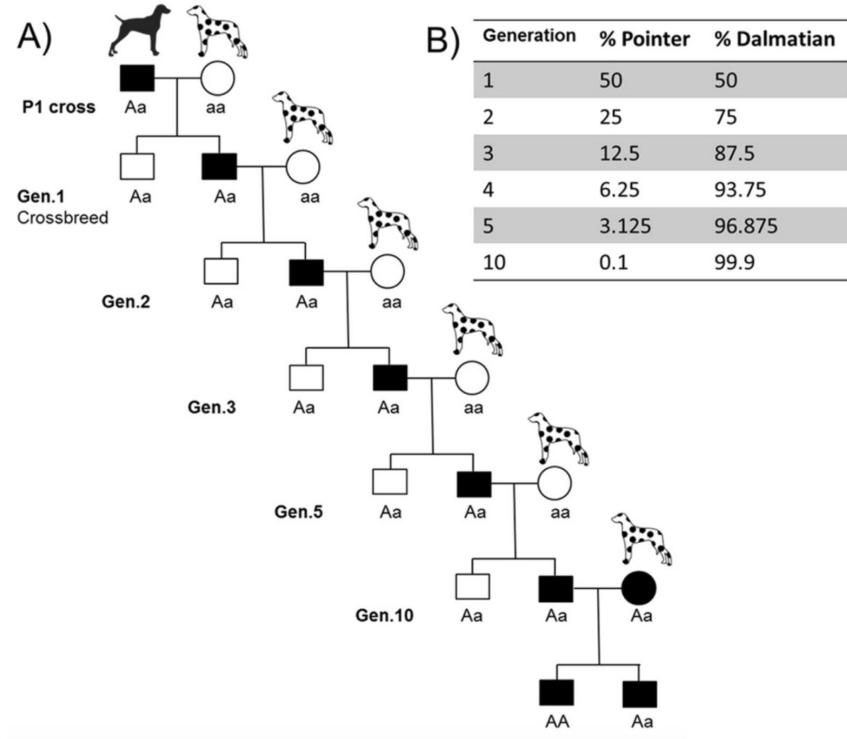 A)
P1 cross
Aa aa
Gen.1
Crossbreed
Aa Aa aa
Gen.2
Aa Aa aa
Gen.3
Aa Aa aa
Gen.5
Aa Aa aa
Gen.10
Aa Aa Aa
AA Aa
B)
Generation % Pointer % Dalmatian
1 50 50
2 25 75
3 12.5 87.5
4 6.25 93.75
5 3.125 96.875
10 0.1 99.9